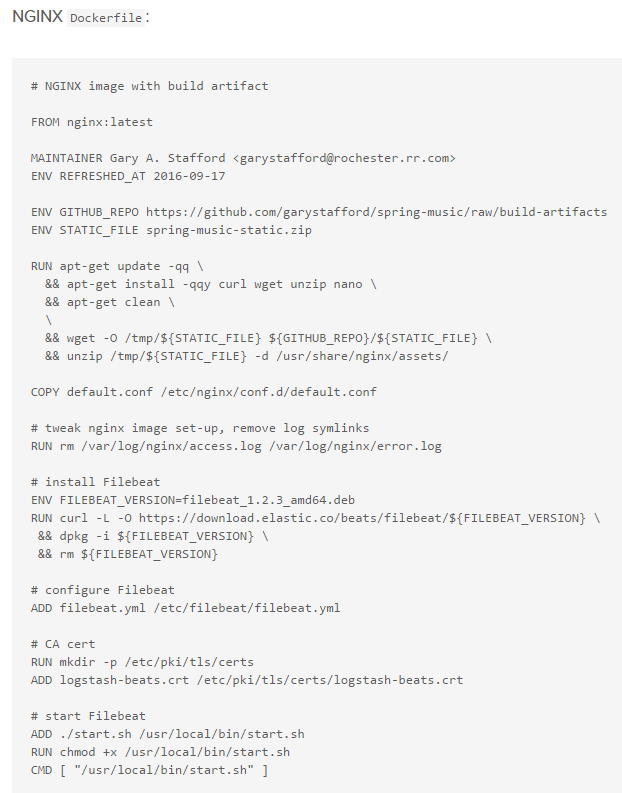 NGINX Dockerfile:
# NGINX image with build artifact
FROM nginx:latest
MAINTAINER Gary A. Stafford <garystafford@rochester.rr.com>
ENV REFRESHED_AT 2016-09-17
ENV GITHUB_REPO https://github.com/garystafford/spring-music/raw/build-artifacts
ENV STATIC_FILE spring-music-static.zip
RUN apt-get update -qq \
  && apt-get install -qqy curl wget unzip nano \
  && apt-get clean \
  \
  && wget -O /tmp/${STATIC_FILE} ${GITHUB_REPO}/${STATIC_FILE} \
  && unzip /tmp/${STATIC_FILE} -d /usr/share/nginx/assets/
COPY default.conf /etc/nginx/conf.d/default.conf
# tweak nginx image set-up, remove log symlinks
RUN rm /var/log/nginx/access.log /var/log/nginx/error.log
# install Filebeat
ENV FILEBEAT_VERSION=filebeat_1.2.3_amd64.deb
RUN curl -L -O https://download.elastic.co/beats/filebeat/${FILEBEAT_VERSION} \
 && dpkg -i ${FILEBEAT_VERSION} \
 && rm ${FILEBEAT_VERSION}
# configure Filebeat
ADD filebeat.yml /etc/filebeat/filebeat.yml
# CA cert
RUN mkdir -p /etc/pki/tls/certs
ADD logstash-beats.crt /etc/pki/tls/certs/logstash-beats.crt
# start Filebeat
ADD ./start.sh /usr/local/bin/start.sh
RUN chmod +x /usr/local/bin/start.sh
CMD [ "/usr/local/bin/start.sh" ]